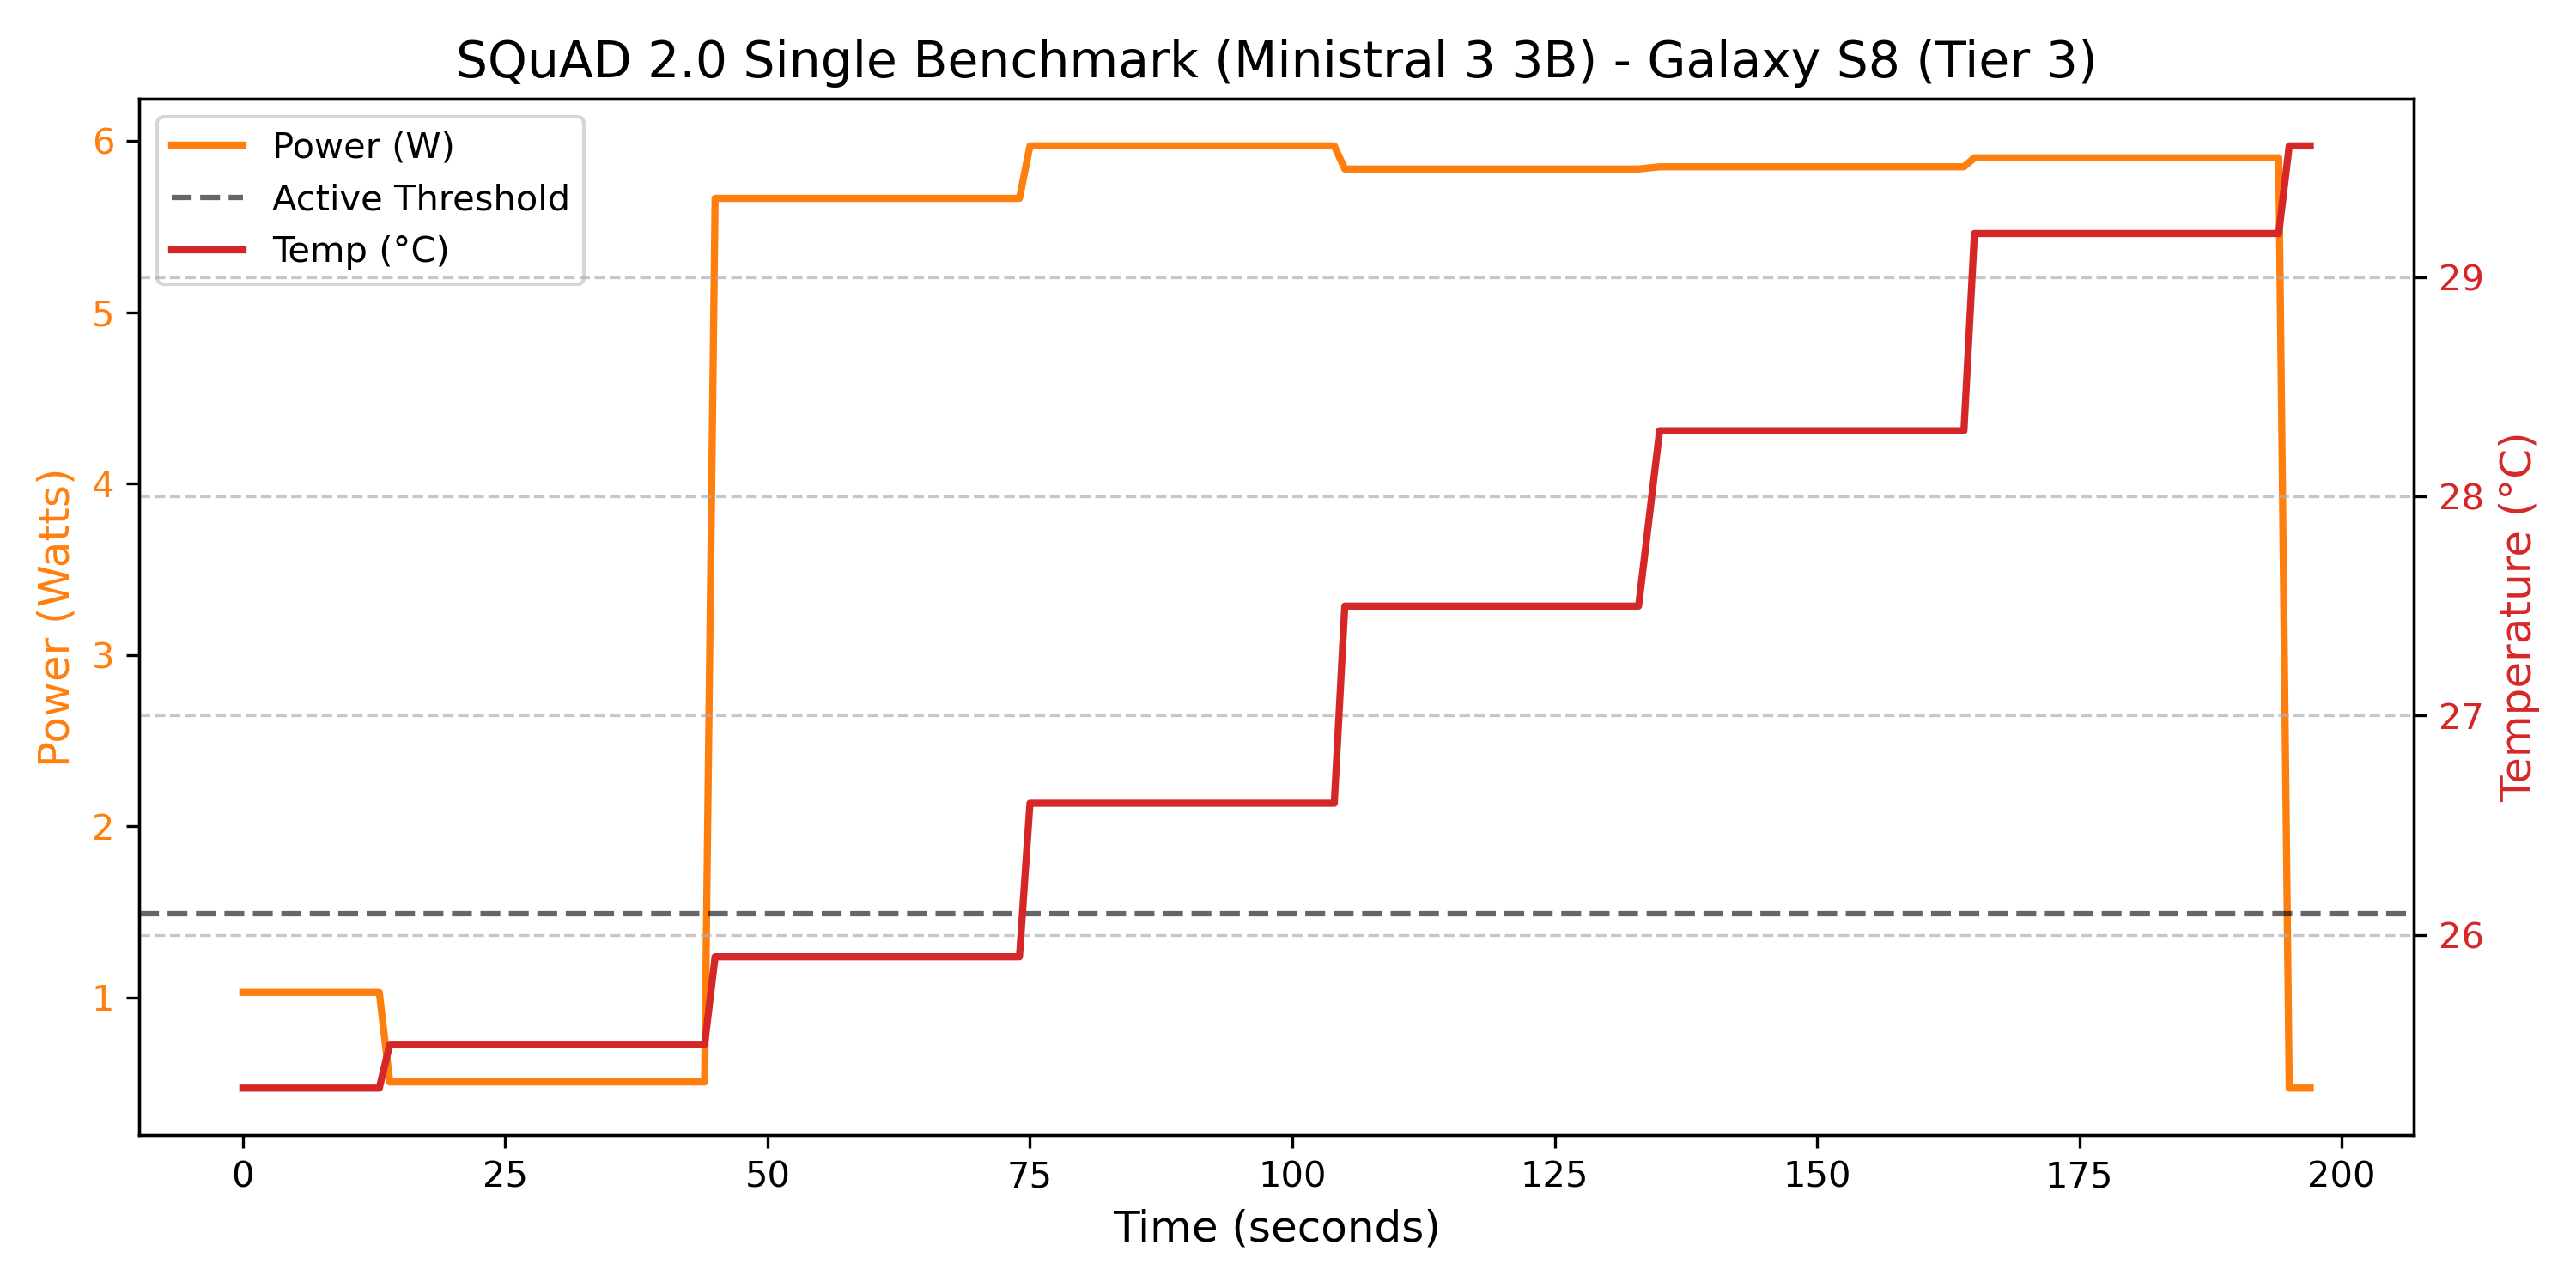 SQuAD 2.0 Single Benchmark (Ministral 3 3B) - Galaxy S8 (Tier 3)
Power (W)
Active Threshold
Temp (°C)
6
5
4
3
2
1
Power (Watts)
29
28
27
26
Temperature (°C)
0 25 50 75 100 125 150 175 200
Time (seconds)